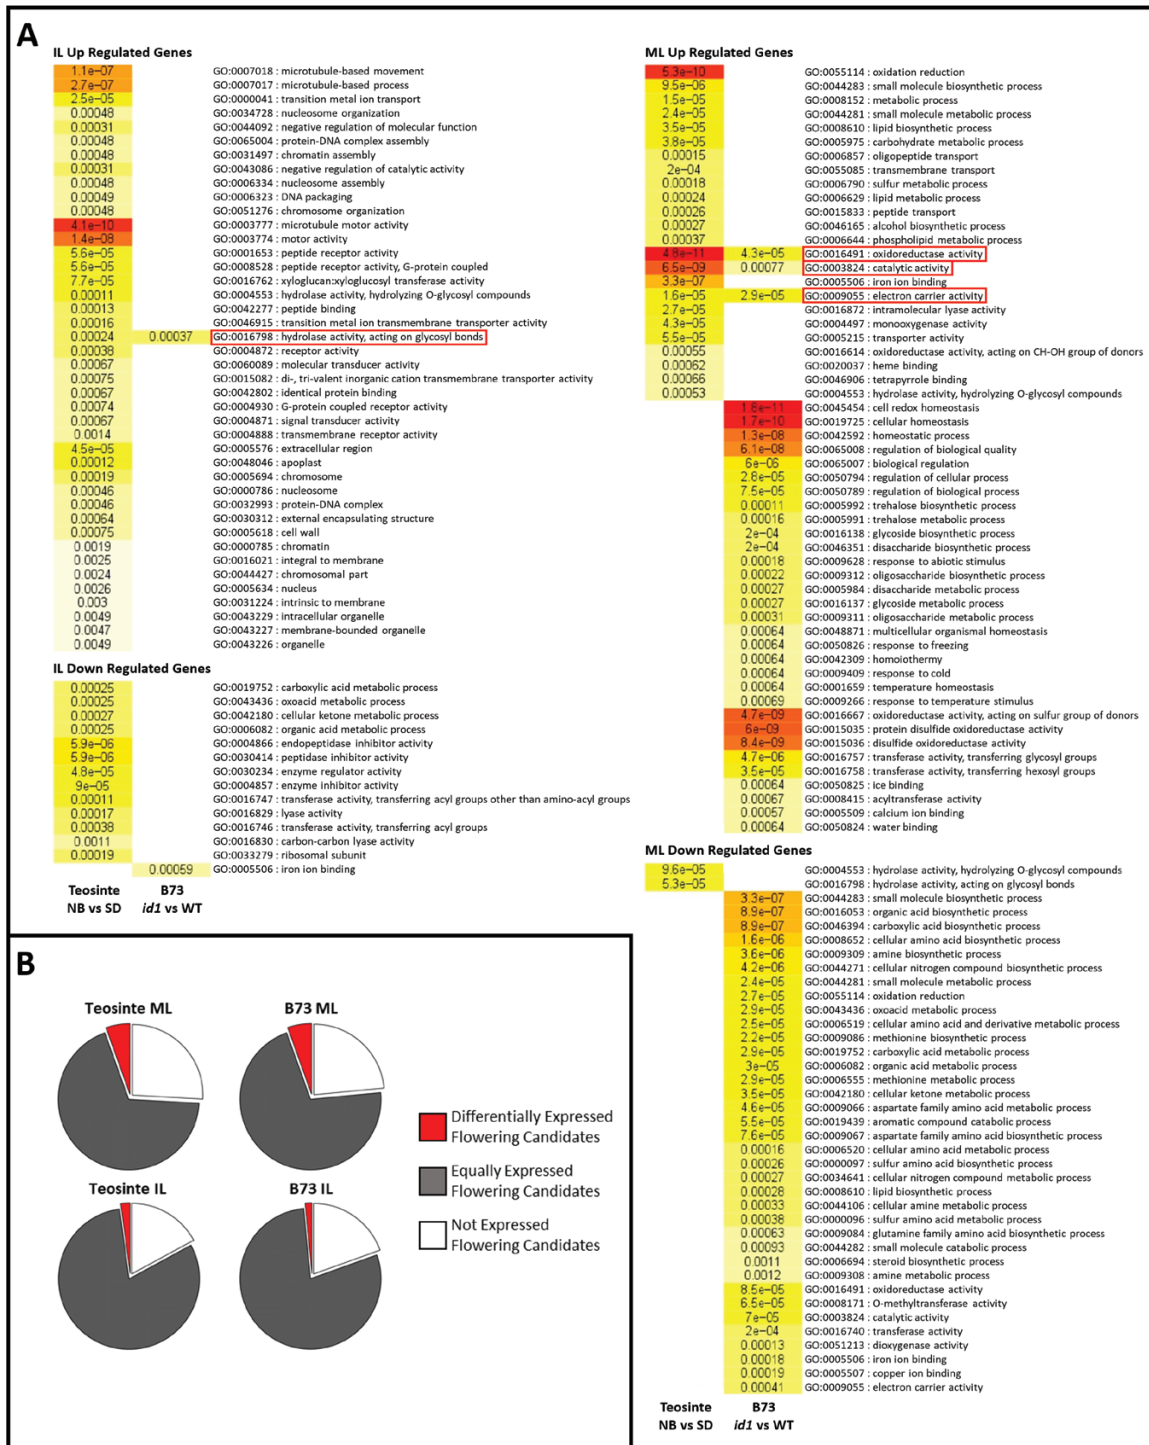 A
IL Up Regulated Genes
1.1e-07 GO:0007018 : microtubule-based movement
2.7e-07 GO:0007017 : microtubule-based process
2.5e-05 GO:0000041 : transition metal ion transport
0.00048 GO:0034728 : nucleosome organization
0.00031 GO:0044092 : negative regulation of molecular function
0.00048 GO:0065004 : protein-DNA complex assembly
0.00048 GO:0031497 : chromatin assembly
0.00031 GO:0043086 : negative regulation of catalytic activity
0.00048 GO:0006334 : nucleosome assembly
0.00049 GO:0006323 : DNA packaging
0.00048 GO:0051276 : chromosome organization
4.1e-10 GO:0003777 : microtubule motor activity
1.4e-08 GO:0003774 : motor activity
5.6e-05 GO:0001653 : peptide receptor activity
5.6e-05 GO:0008528 : peptide receptor activity, G-protein coupled
7.7e-05 GO:0016762 : xyloglucan:xyloglucosyl transferase activity
0.00011 GO:0004553 : hydrolase activity, hydrolyzing O-glycosyl compounds
0.00013 GO:0042277 : peptide binding
0.00016 GO:0046915 : transition metal ion transmembrane transporter activity
0.00024 0.00037 GO:0016798 : hydrolase activity, acting on glycosyl bonds
0.00038 GO:0004872 : receptor activity
0.00067 GO:0060089 : molecular transducer activity
0.00075 GO:0015082 : di-, tri-valent inorganic cation transmembrane transporter activity
0.00067 GO:0042802 : identical protein binding
0.00074 GO:0004930 : G-protein coupled receptor activity
0.00067 GO:0004871 : signal transducer activity
0.0014 GO:0004888 : transmembrane receptor activity
4.5e-05 GO:0005576 : extracellular region
0.00012 GO:0048046 : apoplast
0.00019 GO:0005694 : chromosome
0.00046 GO:0000786 : nucleosome
0.00046 GO:0032993 : protein-DNA complex
0.00064 GO:0030312 : external encapsulating structure
0.00075 GO:0005618 : cell wall
0.0019 GO:0000785 : chromatin
0.0025 GO:0016021 : integral to membrane
0.0024 GO:0044427 : chromosomal part
0.0026 GO:0005634 : nucleus
0.003 GO:0031224 : intrinsic to membrane
0.0049 GO:0043229 : intracellular organelle
0.0047 GO:0043227 : membrane-bounded organelle
0.0049 GO:0043226 : organelle
IL Down Regulated Genes
0.00025 GO:0019752 : carboxylic acid metabolic process
0.00025 GO:0043436 : oxoacid metabolic process
0.00027 GO:0042180 : cellular ketone metabolic process
0.00025 GO:0006082 : organic acid metabolic process
5.9e-06 GO:0004866 : endopeptidase inhibitor activity
5.9e-06 GO:0030414 : peptidase inhibitor activity
4.8e-05 GO:0030234 : enzyme regulator activity
9e-05 GO:0004857 : enzyme inhibitor activity
0.00011 GO:0016747 : transferase activity, transferring acyl groups other than amino-acyl groups
0.00017 GO:0016829 : lyase activity
0.00038 GO:0016746 : transferase activity, transferring acyl groups
0.0011 GO:0016830 : carbon-carbon lyase activity
0.00019 GO:0033279 : ribosomal subunit
0.00059 GO:0005506 : iron ion binding
Teosinte B73
NB vs SD id1 vs WT
ML Up Regulated Genes
5.3e-10 GO:0055114 : oxidation reduction
9.5e-06 GO:0044283 : small molecule biosynthetic process
1.5e-05 GO:0008152 : metabolic process
2.4e-05 GO:0044281 : small molecule metabolic process
3.5e-05 GO:0008610 : lipid biosynthetic process
3.8e-05 GO:0005975 : carbohydrate metabolic process
0.00015 GO:0006857 : oligopeptide transport
2e-04 GO:0055085 : transmembrane transport
0.00018 GO:0006790 : sulfur metabolic process
0.00024 GO:0006629 : lipid metabolic process
0.00026 GO:0015833 : peptide transport
0.00027 GO:0046165 : alcohol biosynthetic process
0.00037 GO:0006644 : phospholipid metabolic process
4.8e-11 4.3e-05 GO:0016491 : oxidoreductase activity
6.5e-09 0.00077 GO:0003824 : catalytic activity
3.3e-07 GO:0005506 : iron ion binding
1.6e-05 2.9e-05 GO:0009055 : electron carrier activity
2.7e-05 GO:0016872 : intramolecular lyase activity
4.3e-05 GO:0004497 : monooxygenase activity
5.5e-05 GO:0005215 : transporter activity
0.00055 GO:0016614 : oxidoreductase activity, acting on CH-OH group of donors
0.00062 GO:0020037 : heme binding
0.00066 GO:0046906 : tetrapyrrole binding
0.00053 GO:0004553 : hydrolase activity, hydrolyzing O-glycosyl compounds
1.8e-11 GO:0045454 : cell redox homeostasis
1.7e-10 GO:0019725 : cellular homeostasis
1.3e-08 GO:0042592 : homeostatic process
6.1e-08 GO:0065008 : regulation of biological quality
6e-06 GO:0065007 : biological regulation
2.8e-05 GO:0050794 : regulation of cellular process
7.5e-05 GO:0050789 : regulation of biological process
0.00011 GO:0005992 : trehalose biosynthetic process
0.00016 GO:0005991 : trehalose metabolic process
2e-04 GO:0016138 : glycoside biosynthetic process
2e-04 GO:0046351 : disaccharide biosynthetic process
0.00018 GO:0009628 : response to abiotic stimulus
0.00022 GO:0009312 : oligosaccharide biosynthetic process
0.00027 GO:0005984 : disaccharide metabolic process
0.00027 GO:0016137 : glycoside metabolic process
0.00031 GO:0009311 : oligosaccharide metabolic process
0.00064 GO:0048871 : multicellular organismal homeostasis
0.00064 GO:0050826 : response to freezing
0.00064 GO:0042309 : homoiothermy
0.00064 GO:0009409 : response to cold
0.00064 GO:0001659 : temperature homeostasis
0.00069 GO:0009266 : response to temperature stimulus
4.7e-09 GO:0016667 : oxidoreductase activity, acting on sulfur group of donors
6e-09 GO:0015035 : protein disulfide oxidoreductase activity
8.4e-09 GO:0015036 : disulfide oxidoreductase activity
4.7e-06 GO:0016757 : transferase activity, transferring glycosyl groups
3.5e-05 GO:0016758 : transferase activity, transferring hexosyl groups
0.00064 GO:0050825 : ice binding
0.00067 GO:0008415 : acyltransferase activity
0.00057 GO:0005509 : calcium ion binding
0.00064 GO:0050824 : water binding
ML Down Regulated Genes
9.6e-05 GO:0004553 : hydrolase activity, hydrolyzing O-glycosyl compounds
5.3e-05 GO:0016798 : hydrolase activity, acting on glycosyl bonds
3.3e-07 GO:0044283 : small molecule biosynthetic process
8.9e-07 GO:0016053 : organic acid biosynthetic process
8.9e-07 GO:0046394 : carboxylic acid biosynthetic process
1.6e-06 GO:0008652 : cellular amino acid biosynthetic process
3.6e-06 GO:0009309 : amine biosynthetic process
4.2e-06 GO:0044271 : cellular nitrogen compound biosynthetic process
2.4e-05 GO:0044281 : small molecule metabolic process
2.7e-05 GO:0055114 : oxidation reduction
2.9e-05 GO:0043436 : oxoacid metabolic process
2.5e-05 GO:0006519 : cellular amino acid and derivative metabolic process
2.2e-05 GO:0009086 : methionine biosynthetic process
2.9e-05 GO:0019752 : carboxylic acid metabolic process
3e-05 GO:0006082 : organic acid metabolic process
2.9e-05 GO:0006555 : methionine metabolic process
3.5e-05 GO:0042180 : cellular ketone metabolic process
4.6e-05 GO:0009066 : aspartate family amino acid metabolic process
5.5e-05 GO:0019439 : aromatic compound catabolic process
7.6e-05 GO:0009067 : aspartate family amino acid biosynthetic process
0.00016 GO:0006520 : cellular amino acid metabolic process
0.00026 GO:0000097 : sulfur amino acid biosynthetic process
0.00027 GO:0034641 : cellular nitrogen compound metabolic process
0.00028 GO:0008610 : lipid biosynthetic process
0.00033 GO:0044106 : cellular amine metabolic process
0.00038 GO:0000096 : sulfur amino acid metabolic process
0.00063 GO:0009084 : glutamine family amino acid biosynthetic process
0.00093 GO:0044282 : small molecule catabolic process
0.0011 GO:0006694 : steroid biosynthetic process
0.0012 GO:0009308 : amine metabolic process
8.5e-05 GO:0016491 : oxidoreductase activity
6.5e-05 GO:0008171 : O-methyltransferase activity
7e-05 GO:0003824 : catalytic activity
2e-04 GO:0016740 : transferase activity
0.00013 GO:0051213 : dioxygenase activity
0.00018 GO:0005506 : iron ion binding
0.00019 GO:0005507 : copper ion binding
0.00041 GO:0009055 : electron carrier activity
Teosinte B73
NB vs SD id1 vs WT
B
Teosinte ML B73 ML
Teosinte IL B73 IL
Differentially Expressed
Flowering Candidates
Equally Expressed
Flowering Candidates
Not Expressed
Flowering Candidates